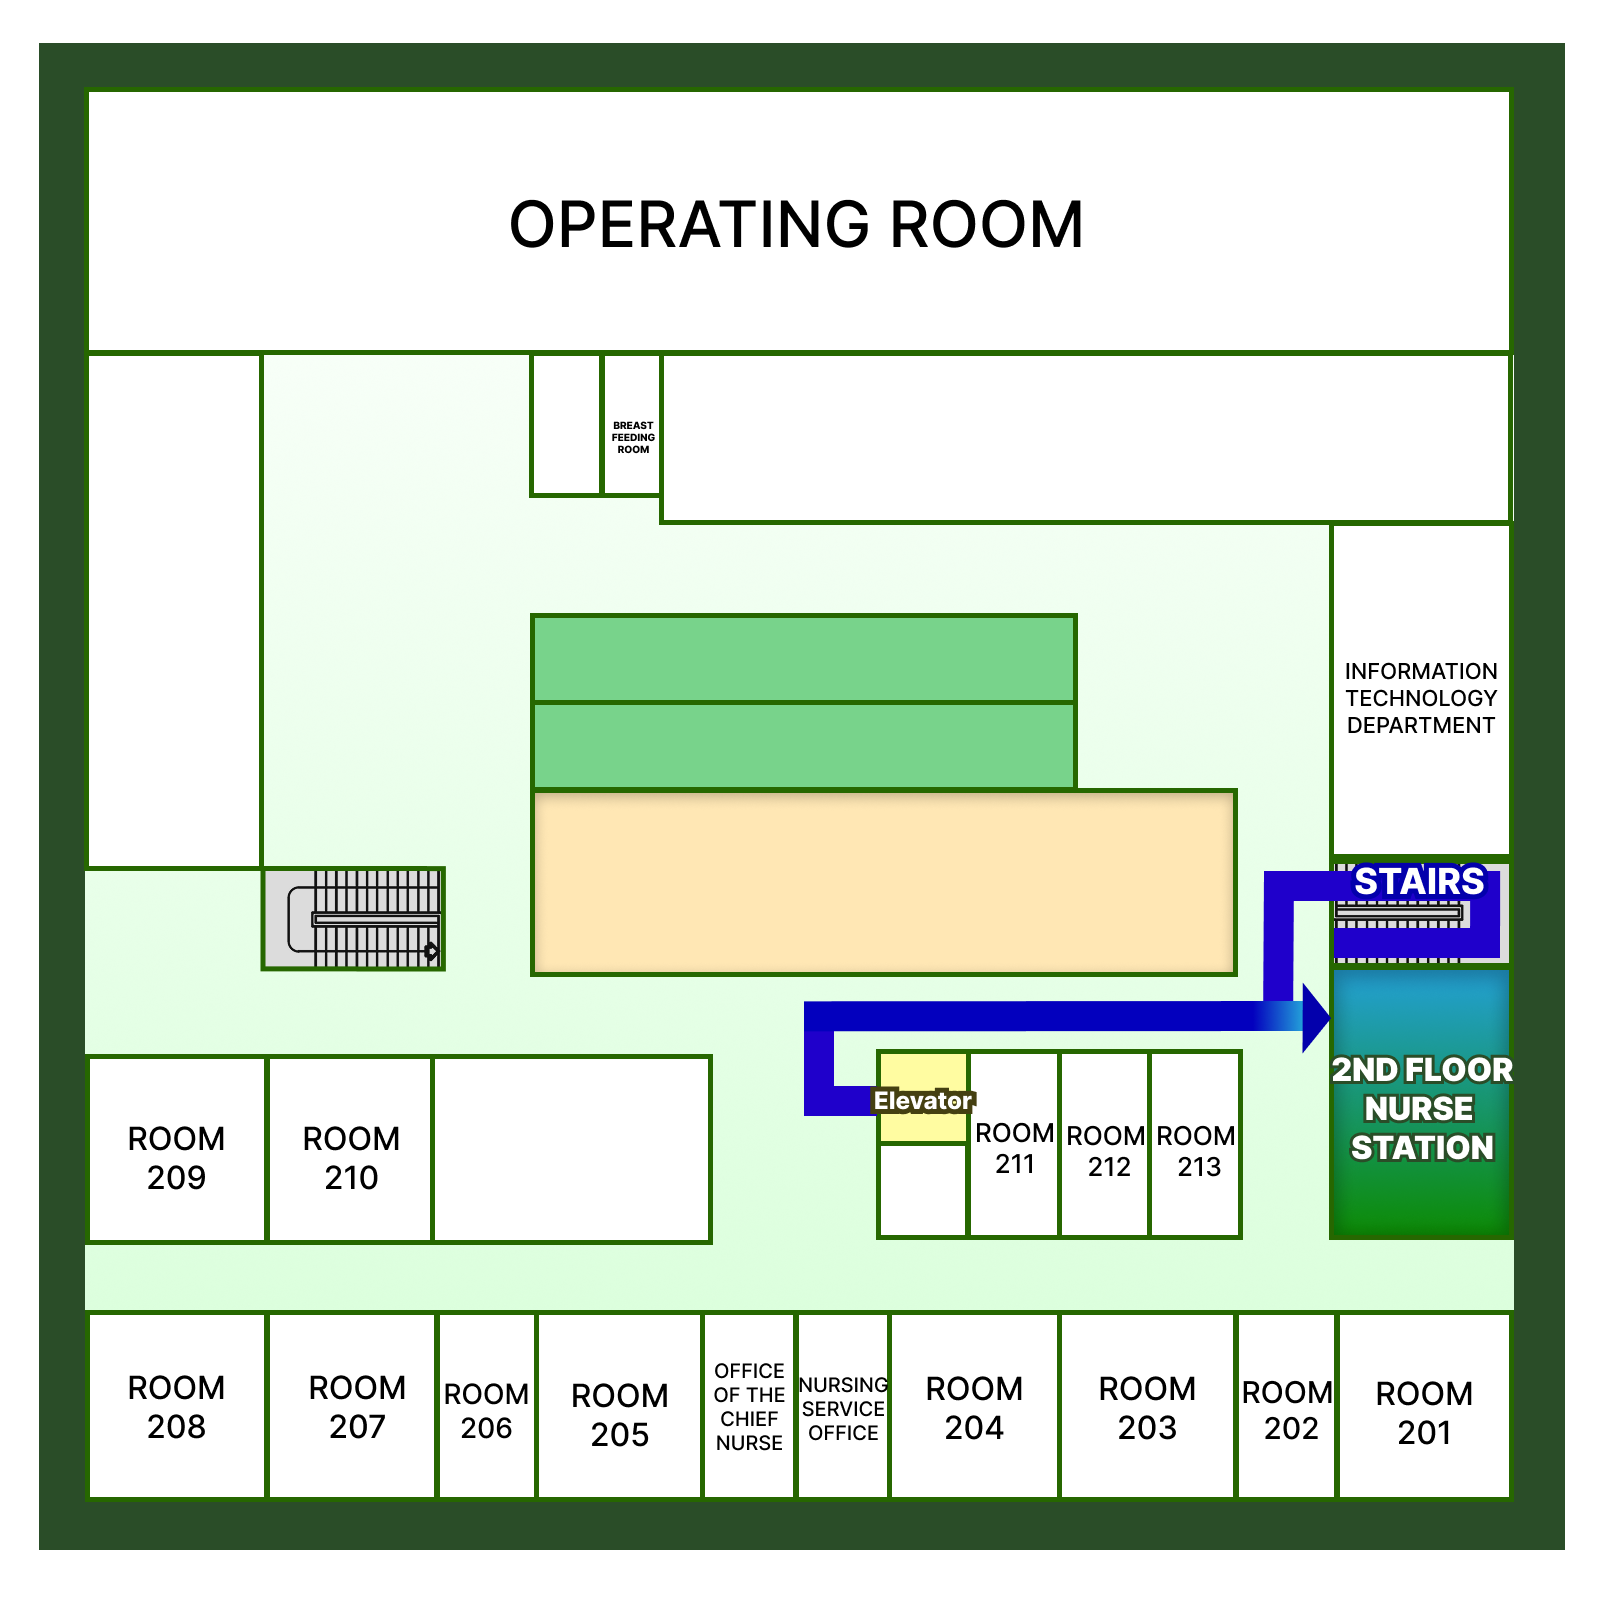 OPERATING ROOM
BREAST
FEEDING
ROOM
INFORMATION
TECHNOLOGY
DEPARTMENT
STAIRS
2ND FLOOR
NURSE
STATION
Elevator
ROOM
209
ROOM
210
ROOM
211
ROOM
212
ROOM
213
ROOM
208
ROOM
207
ROOM
206
ROOM
205
OFFICE
OF THE
CHIEF
NURSE
NURSING
SERVICE
OFFICE
ROOM
204
ROOM
203
ROOM
202
ROOM
201